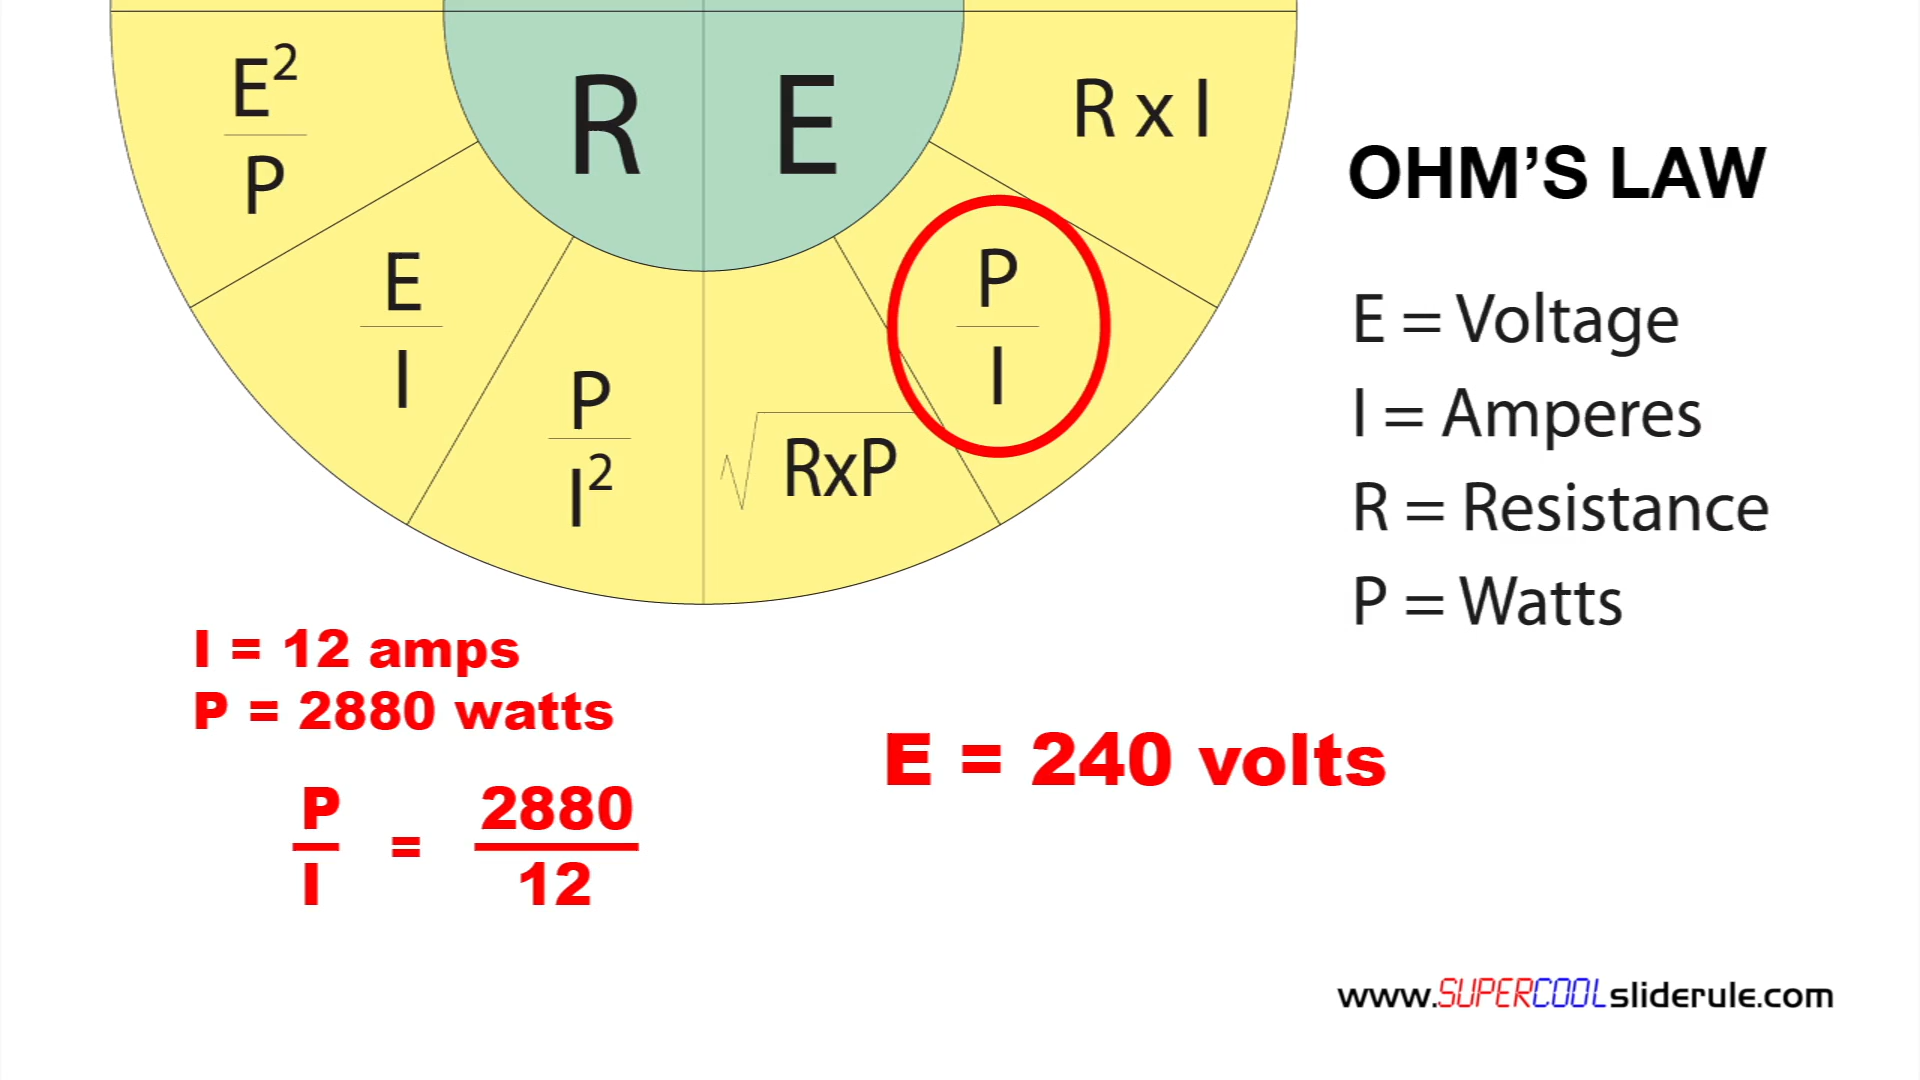 E²
P
R
E
R x I
E
I
P
I²
√RxP
P
I
OHM’S LAW
E = Voltage
I = Amperes
R = Resistance
P = Watts
I = 12 amps
P = 2880 watts
P
I
=
2880
12
E = 240 volts
www.SUPERCOOLsliderule.com